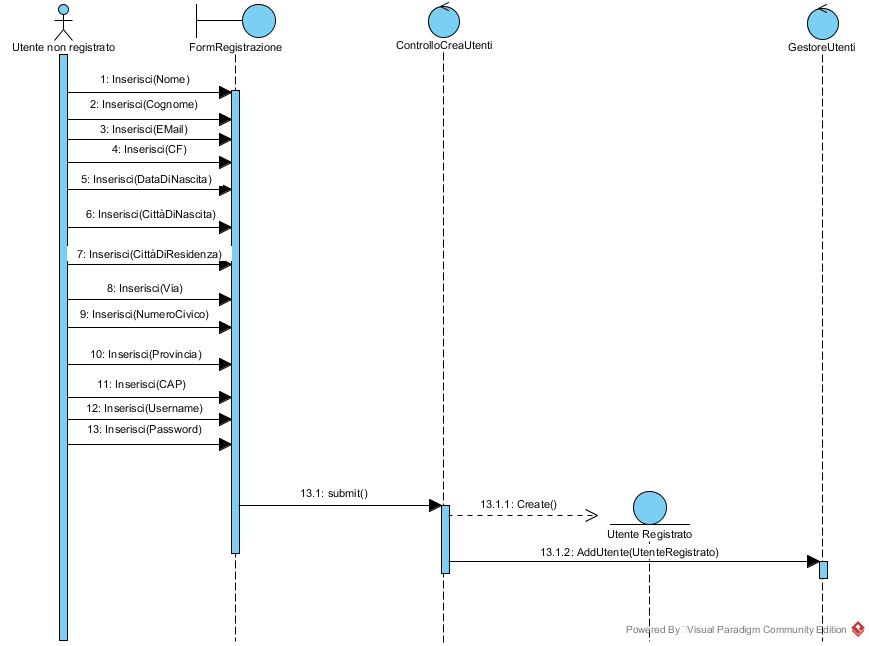 Utente non registrato
FormRegistrazione
ControlloCreaUtenti
GestoreUtenti
1: Inserisci(Nome)
2: Inserisci(Cognome)
3: Inserisci(EMail)
4: Inserisci(CF)
5: Inserisci(DataDiNascita)
6: Inserisci(CittàDiNascita)
7: Inserisci(CittàDiResidenza)
8: Inserisci(Via)
9: Inserisci(NumeroCivico)
10: Inserisci(Provincia)
11: Inserisci(CAP)
12: Inserisci(Username)
13: Inserisci(Password)
13.1: submit()
13.1.1: Create()
Utente Registrato
13.1.2: AddUtente(UtenteRegistrato)
Powered By Visual Paradigm Community Edition